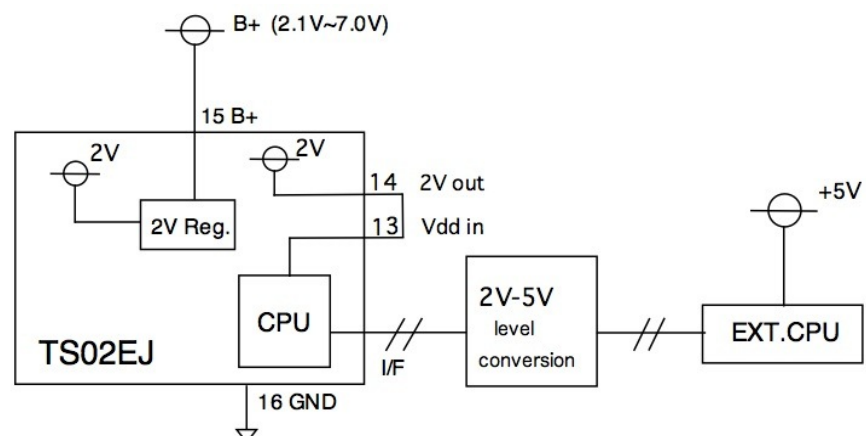 B+ (2.1V~7.0V)
15 B+
2V
2V
14 2V out
2V Reg.
13 Vdd in
+5V
CPU
2V-5V
level
conversion
EXT.CPU
TS02EJ
I/F
16 GND